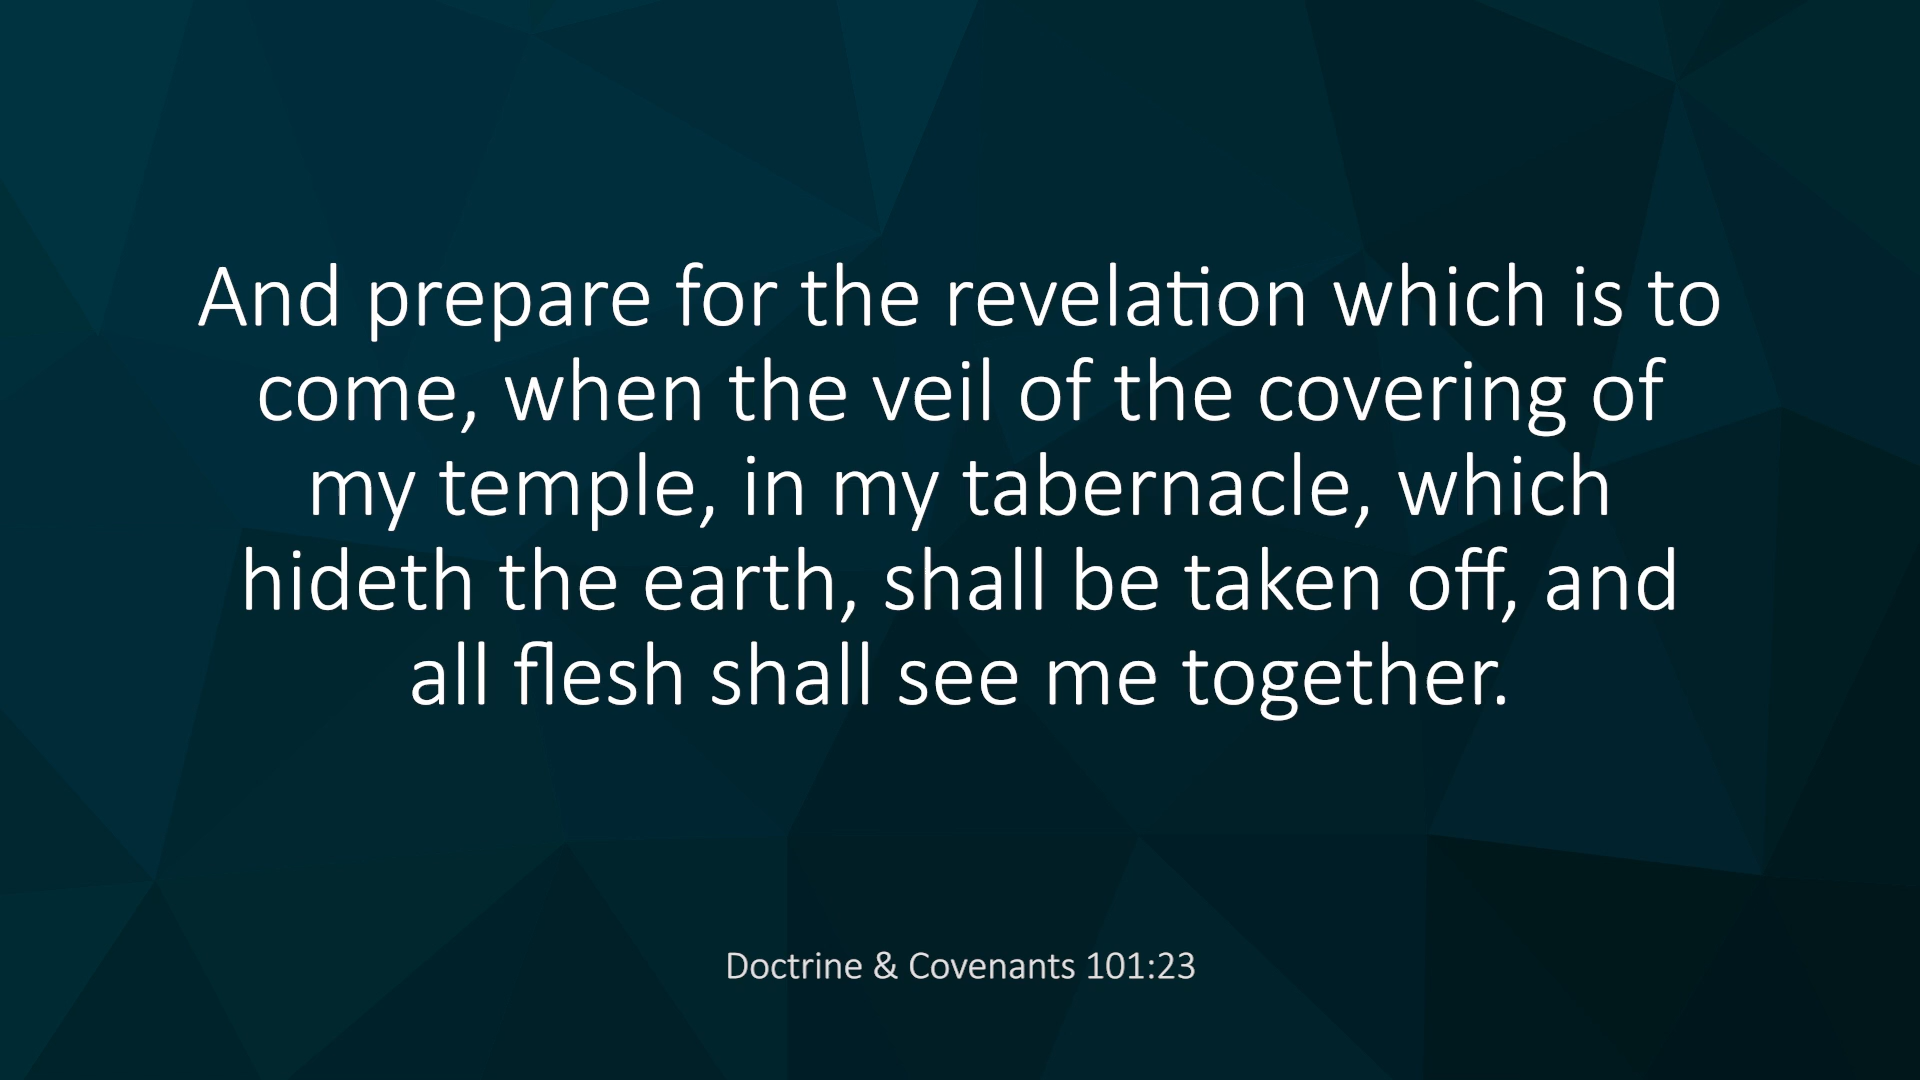 And prepare for the revelation which is to
come, when the veil of the covering of
my temple, in my tabernacle, which
hideth the earth, shall be taken off, and
all flesh shall see me together.
Doctrine & Covenants 101:23